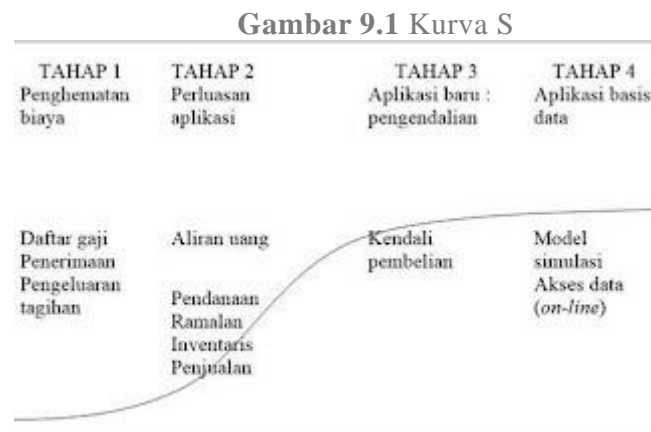 Gambar 9.1 Kurva S
TAHAP 1
Penghematan
biaya
TAHAP 2
Perluasan
aplikasi
TAHAP 3
Aplikasi baru :
pengendalian
TAHAP 4
Aplikasi basis
data
Daftar gaji
Penerimaan
Pengeluaran
tagihan
Aliran uang
Pendanaan
Ramalan
Inventaris
Penjualan
Kendali
pembelian
Model
simulasi
Akses data
(on-line)